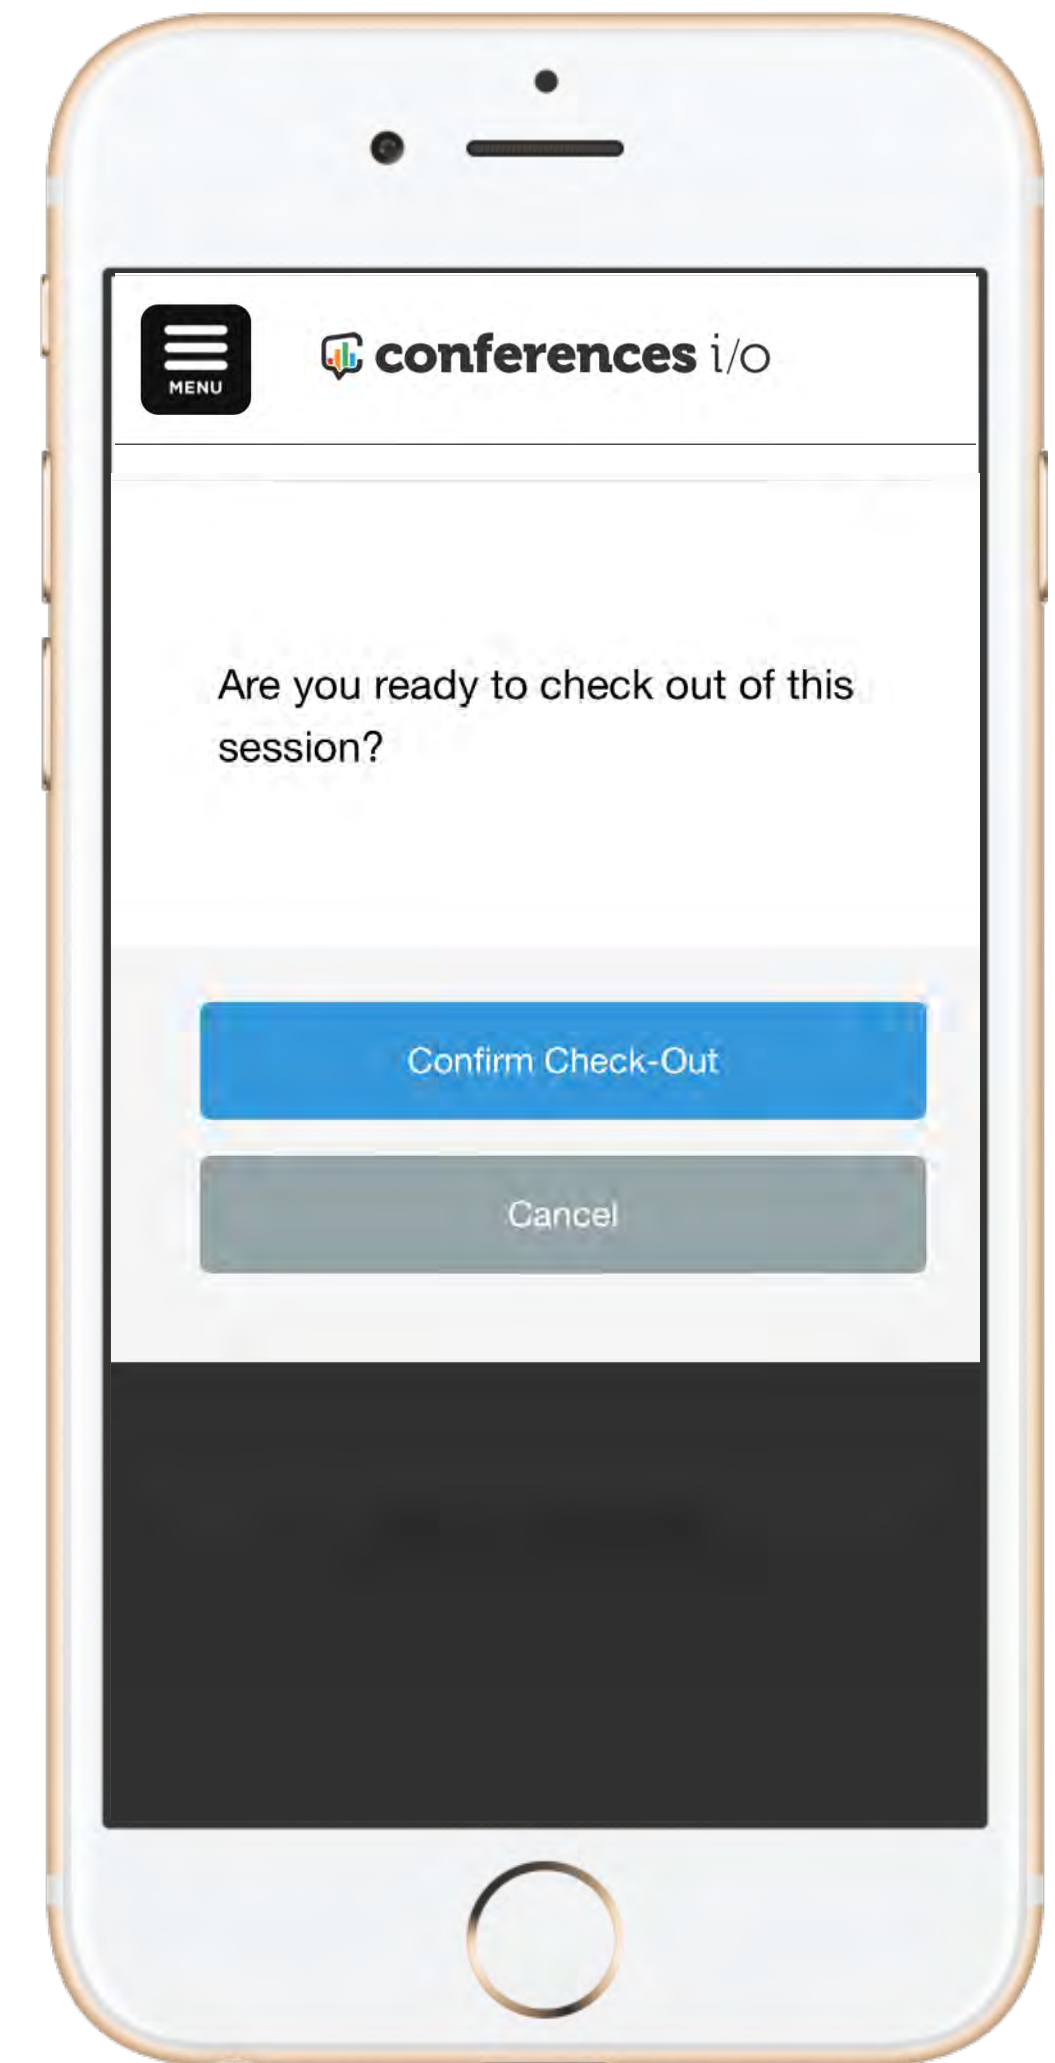 MENU
conferences i/o
Are you ready to check out of this
session?
Confirm Check-Out
Cancel